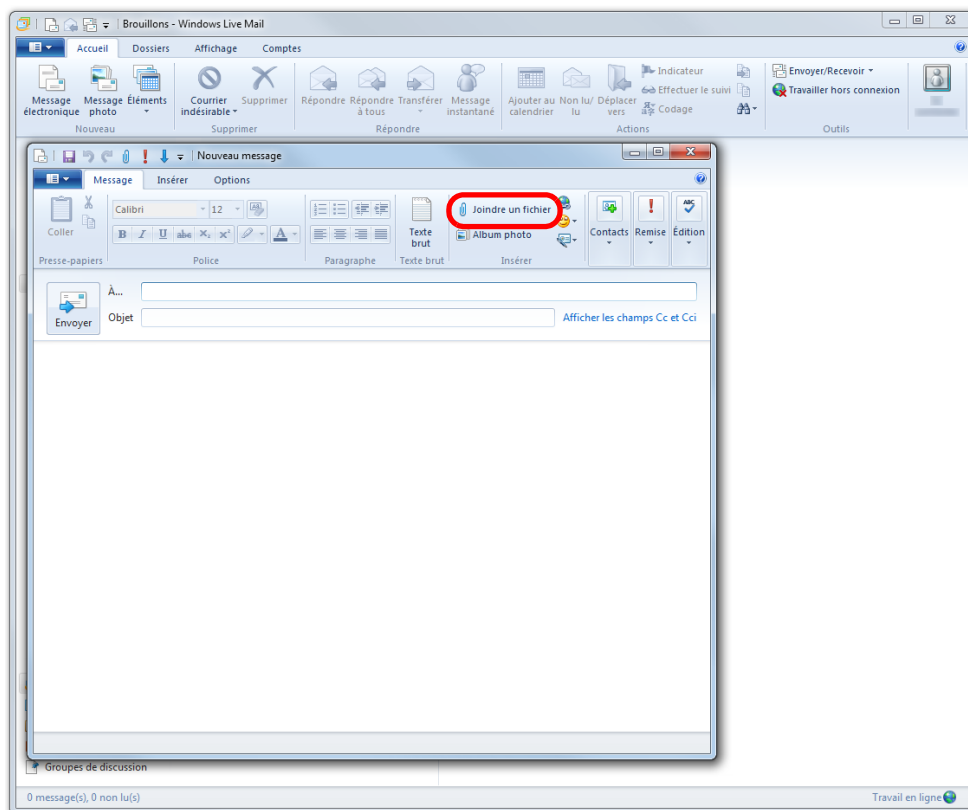 Brouillons - Windows Live Mail
Accueil Dossiers Affichage Comptes
Message électronique
Message photo
Éléments
Courrier indésirable
Supprimer
Répondre
Répondre à tous
Transférer
Message instantané
Ajouter au calendrier
Non lu/ lu
Déplacer vers
Indicateur
Effectuer le suivi
Codage
Envoyer/Recevoir
Travailler hors connexion
Nouveau Supprimer Répondre Actions Outils
Nouveau message
Message Insérer Options
Coller
Calibri 12
B I U abc X₂ X² A
Texte brut
Joindre un fichier
Album photo
Contacts
Remise
ABC
Édition
Presse-papiers Police Paragraphe Texte brut Insérer
À...
Envoyer
Objet
Afficher les champs Cc et Cci
Groupes de discussion
0 message(s), 0 non lu(s)
Travail en ligne